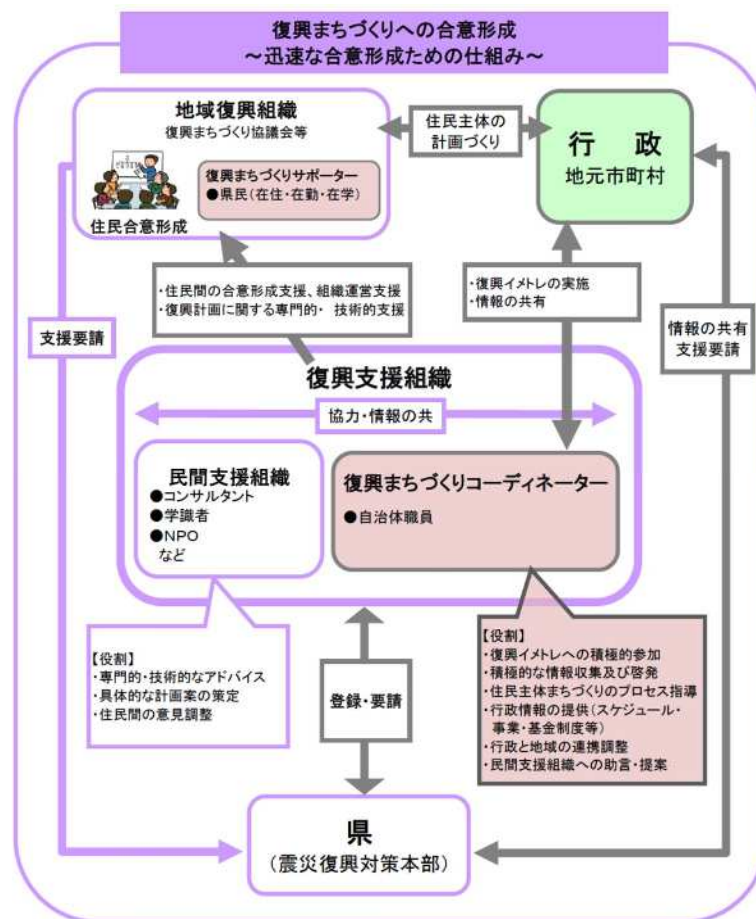 復興まちづくりへの合意形成
～迅速な合意形成ための仕組み～
地域復興組織
復興まちづくり協議会等
住民合意形成
復興まちづくりサポーター
●県民(在住・在勤・在学)
住民主体の
計画づくり
行 政
地元市町村
・住民間の合意形成支援、組織運営支援
・復興計画に関する専門的・ 技術的支援
・復興イメトレの実施
・情報の共有
支援要請
情報の共有
支援要請
復興支援組織
協力・情報の共
民間支援組織
●コンサルタント
●学識者
●NPO
など
復興まちづくりコーディネーター
●自治体職員
【役割】
・専門的・技術的なアドバイス
・具体的な計画案の策定
・住民間の意見調整
登録・要請
【役割】
・復興イメトレへの積極的参加
・積極的な情報収集及び啓発
・住民主体まちづくりのプロセス指導
・行政情報の提供(スケジュール・
事業・基金制度等)
・行政と地域の連携調整
・民間支援組織への助言・提案
県
(震災復興対策本部)